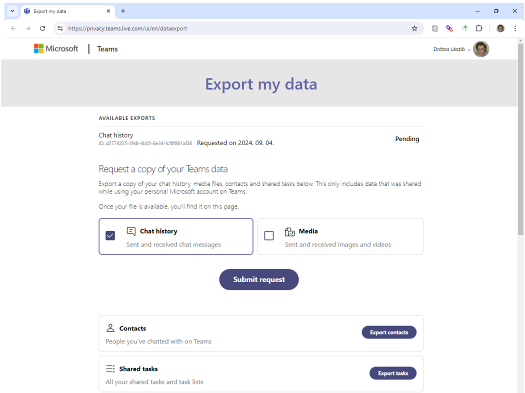 Export my data
https://privacy.teams.live.com/ui/en/dataexport
Microsoft | Teams
Drótos László
Export my data
AVAILABLE EXPORTS
Chat history
Requested on 2024. 09. 04.
Pending
Request a copy of your Teams data
Export a copy of your chat history, media files, contacts and shared tasks below. This only includes data that was shared
while using your personal Microsoft account on Teams.
Once your file is available, you'll find it on this page.
Chat history
Sent and received chat messages
Media
Sent and received images and videos
Submit request
Contacts
People you've chatted with on Teams
Export contacts
Shared tasks
All your shared tasks and task lists
Export tasks